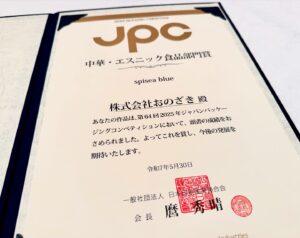 JPC
中華・エスニック食品部門賞
spisea blue
株式会社おのざき 殿
あなたの作品は、第64回2025年ジャパンパッケー
ジングコンペティションにおいて、頭書の成績をお
さめられました。よってこれを賞し、今後の発展を
期待いたします。
令和7年5月30日
一般社団法人 日本
会長 麿 秀晴